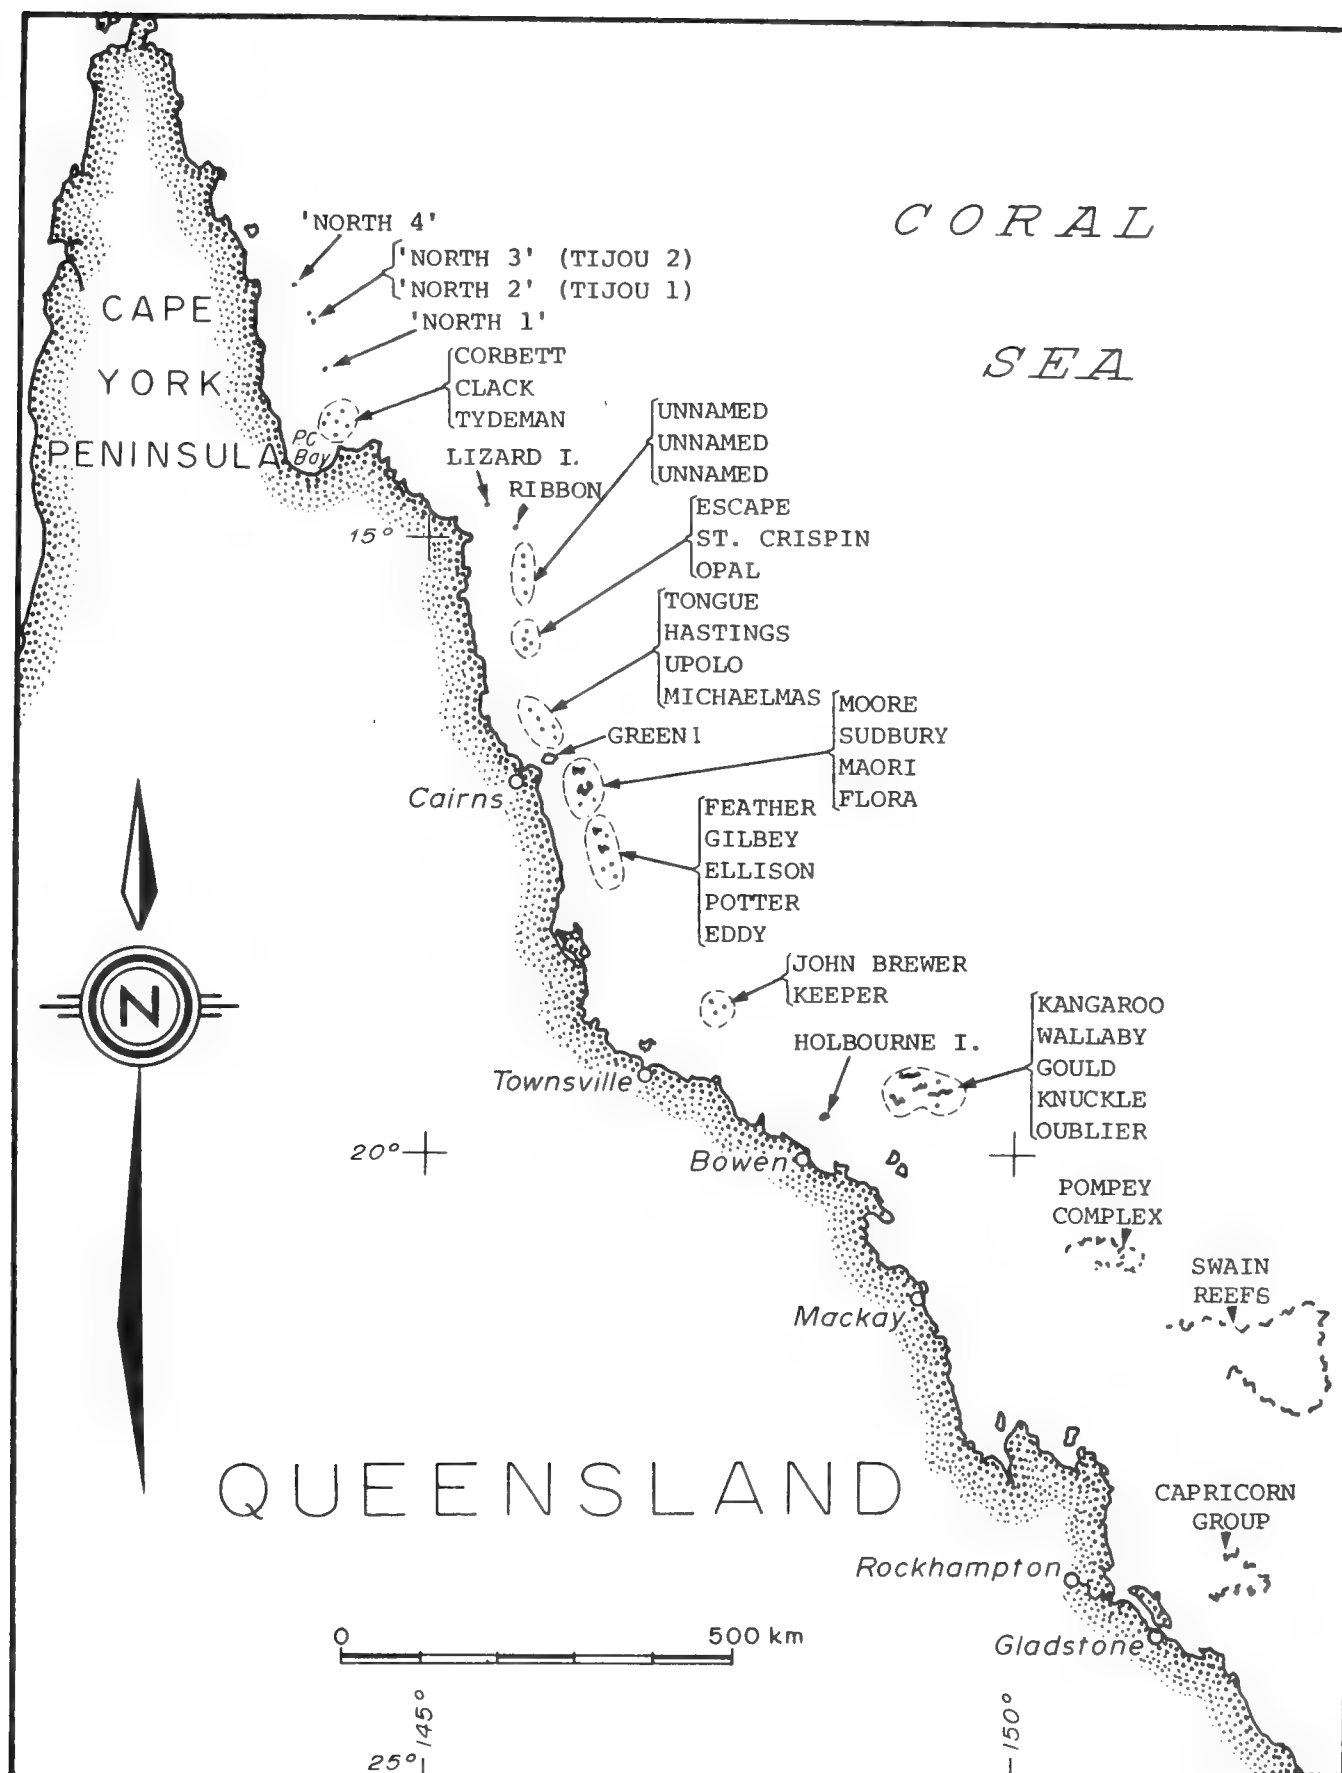 CORAL
SEA
'NORTH 4'
'NORTH 3' (TIJOU 2)
'NORTH 2' (TIJOU 1)
'NORTH 1'
CAPE
YORK
PENINSULA
CORBETT
CLACK
TYDEMAN
PC
Bay
LIZARD I.
RIBBON
UNNAMED
UNNAMED
UNNAMED
15°
ESCAPE
ST. CRISPIN
OPAL
TONGUE
HASTINGS
UPOLO
MICHAELMAS
GREEN I
MOORE
SUDBURY
MAORI
FLORA
Cairns
FEATHER
GILBEY
ELLISON
POTTER
EDDY
N
JOHN BREWER
KEEPER
HOLBOURNE I.
KANGAROO
WALLABY
GOULD
KNUCKLE
OUBLIER
Townsville
20°
Bowen
POMPEY
COMPLEX
SWAIN
REEFS
Mackay
QUEENSLAND
CAPRICORN
GROUP
Rockhampton
Gladstone
0 500 km
145°
150°
25°